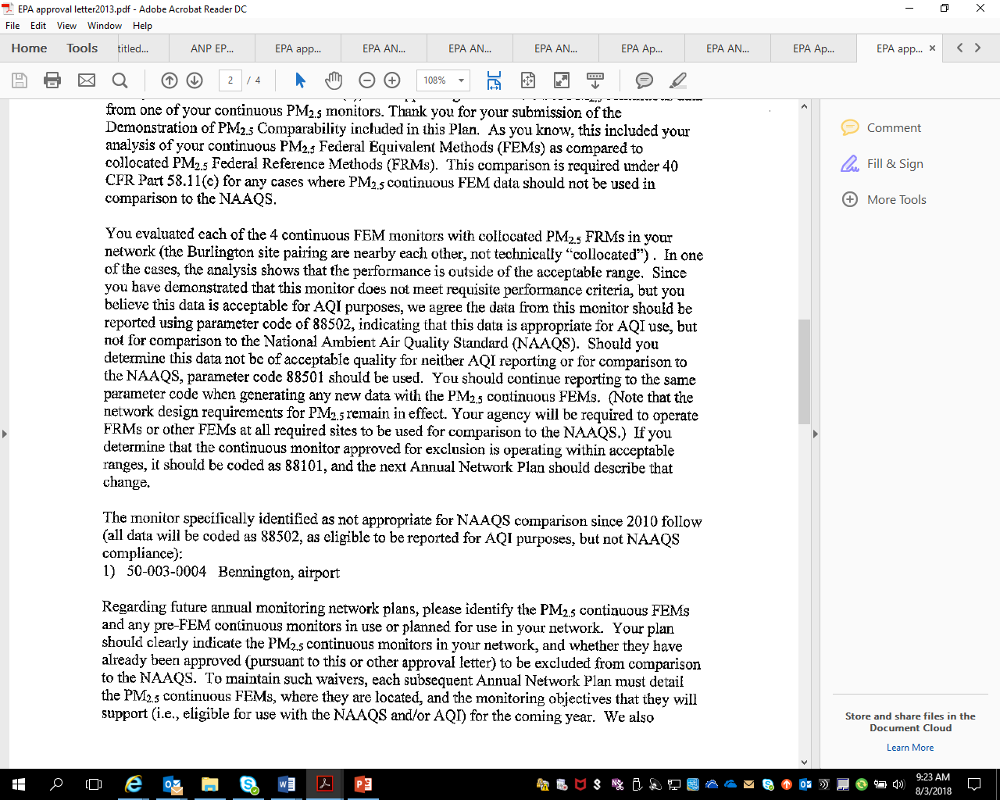 EPA approval letter2013.pdf - Adobe Acrobat Reader DC
File Edit View Window Help
Home Tools titled... ANP EP... EPA app... EPA AN... EPA AN... EPA AN... EPA Ap... EPA AN... EPA Ap... EPA app... ×
2 / 4 108%
from one of your continuous PM2.5 monitors. Thank you for your submission of the
Demonstration of PM2.5 Comparability included in this Plan. As you know, this included your
analysis of your continuous PM2.5 Federal Equivalent Methods (FEMs) as compared to
collocated PM2.5 Federal Reference Methods (FRMs). This comparison is required under 40
CFR Part 58.11(e) for any cases where PM2.5 continuous FEM data should not be used in
comparison to the NAAQS.
You evaluated each of the 4 continuous FEM monitors with collocated PM2.5 FRMs in your
network (the Burlington site pairing are nearby each other, not technically “collocated”) . In one
of the cases, the analysis shows that the performance is outside of the acceptable range. Since
you have demonstrated that this monitor does not meet requisite performance criteria, but you
believe this data is acceptable for AQI purposes, we agree the data from this monitor should be
reported using parameter code of 88502, indicating that this data is appropriate for AQI use, but
not for comparison to the National Ambient Air Quality Standard (NAAQS). Should you
determine this data not be of acceptable quality for neither AQI reporting or for comparison to
the NAAQS, parameter code 88501 should be used. You should continue reporting to the same
parameter code when generating any new data with the PM2.5 continuous FEMs. (Note that the
network design requirements for PM2.5 remain in effect. Your agency will be required to operate
FRMs or other FEMs at all required sites to be used for comparison to the NAAQS.) If you
determine that the continuous monitor approved for exclusion is operating within acceptable
ranges, it should be coded as 88101, and the next Annual Network Plan should describe that
change.
The monitor specifically identified as not appropriate for NAAQS comparison since 2010 follow
(all data will be coded as 88502, as eligible to be reported for AQI purposes, but not NAAQS
compliance):
1) 50-003-0004 Bennington, airport
Regarding future annual monitoring network plans, please identify the PM2.5 continuous FEMs
and any pre-FEM continuous monitors in use or planned for use in your network. Your plan
should clearly indicate the PM2.5 continuous monitors in your network, and whether they have
already been approved (pursuant to this or other approval letter) to be excluded from comparison
to the NAAQS. To maintain such waivers, each subsequent Annual Network Plan must detail
the PM2.5 continuous FEMs, where they are located, and the monitoring objectives that they will
support (i.e., eligible for use with the NAAQS and/or AQI) for the coming year. We also
Comment
Fill & Sign
More Tools
Store and share files in the
Document Cloud
Learn More
9:23 AM
8/3/2018